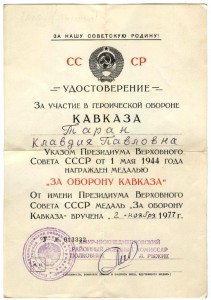 ЗА НАШУ СОВЕТСКУЮ РОДИНУ!
СС СР
УДОСТОВЕРЕНИЕ
ЗА УЧАСТИЕ В ГЕРОИЧЕСКОЙ ОБОРОНЕ
КАВКАЗА
Таран
Клавдия Павловна
Указом Президиума Верховного
Совета СССР от 1 мая 1944 года
НАГРАЖДЕН МЕДАЛЬЮ
"ЗА ОБОРОНУ КАВКАЗА"
От имени Президиума Верховного
Совета СССР медаль „За оборону
Кавказа" вручена „2" ноября 1977 г.
РАЙОННЫЙ